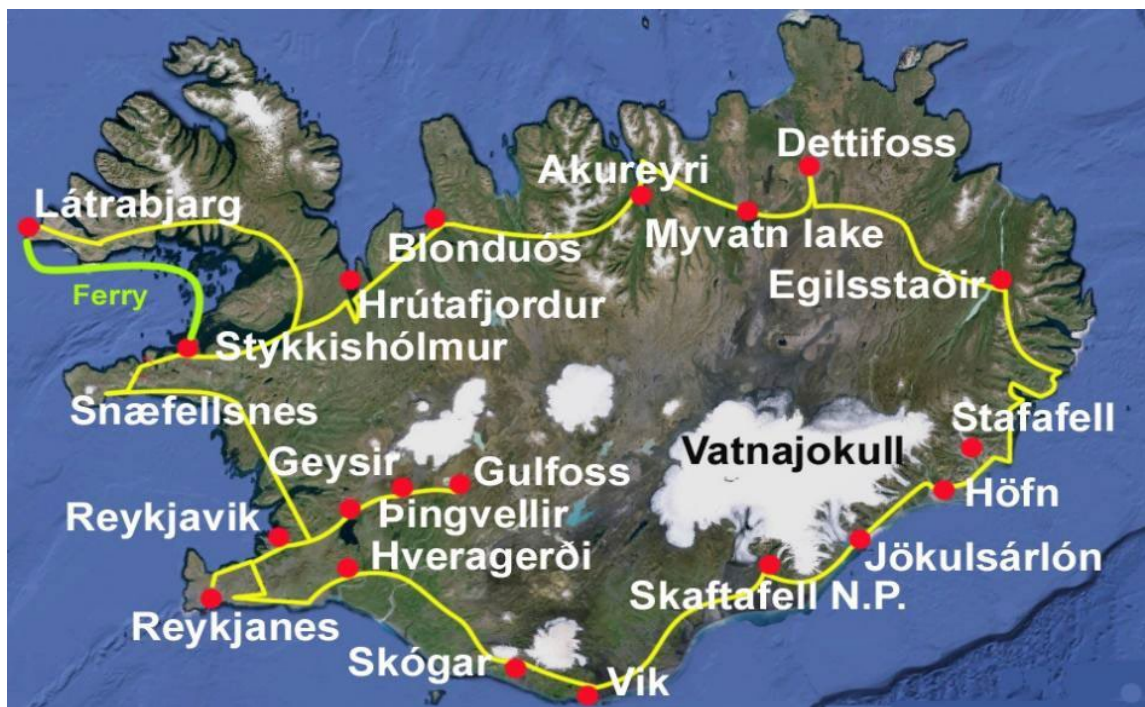 Dettifoss
Akureyri
Látrabjarg
Myvatn lake
Blonduós
Egilsstaðir
Ferry
Hrútafjordur
Stykkishólmur
Snæfellsnes
Stafafell
Vatnajokull
Geysir
Gulfoss
Höfn
Reykjavik
Þingvellir
Hveragerði
Jökulsárlón
Skaftafell N.P.
Reykjanes
Skógar
Vik